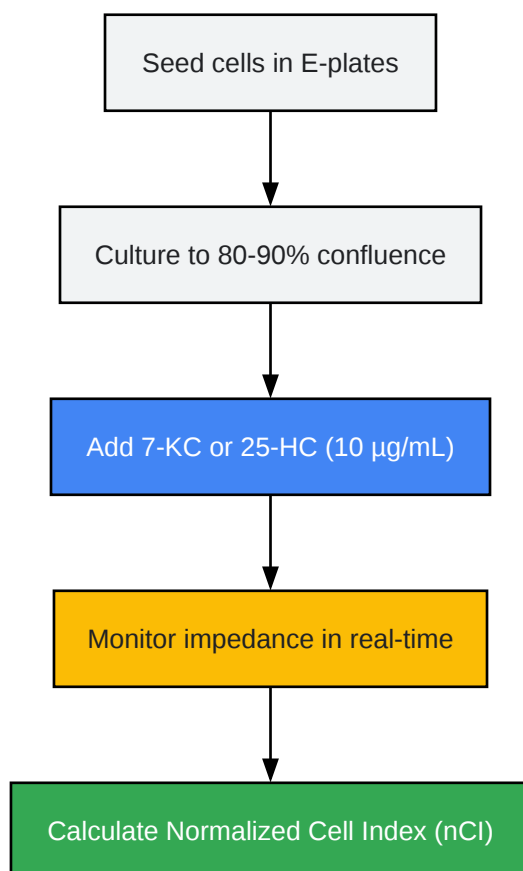 Seed cells in E-plates
Culture to 80-90% confluence
Add 7-KC or 25-HC (10 µg/mL)
Monitor impedance in real-time
Calculate Normalized Cell Index (nCI)